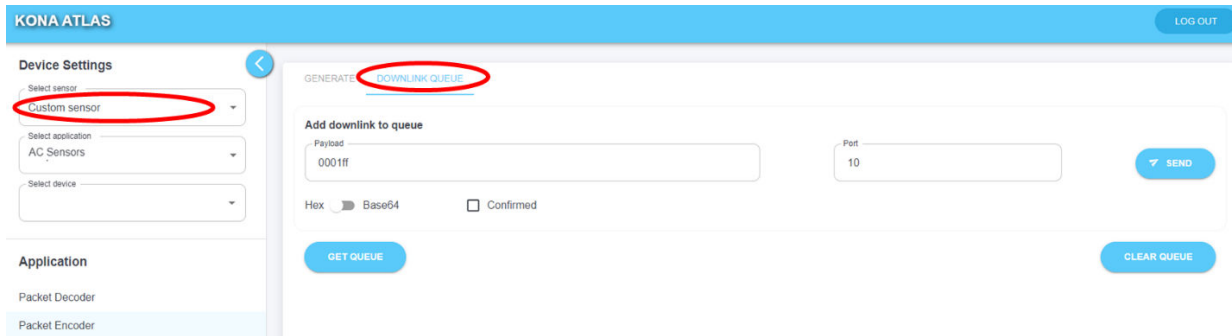 KONA ATLAS
LOG OUT
Device Settings
Select sensor
Custom sensor
Select application
AC Sensors
Select device
Application
Packet Decoder
Packet Encoder
GENERATE
DOWNLINK QUEUE
Add downlink to queue
Payload
0001ff
Port
10
SEND
Hex
Base64
Confirmed
GET QUEUE
CLEAR QUEUE